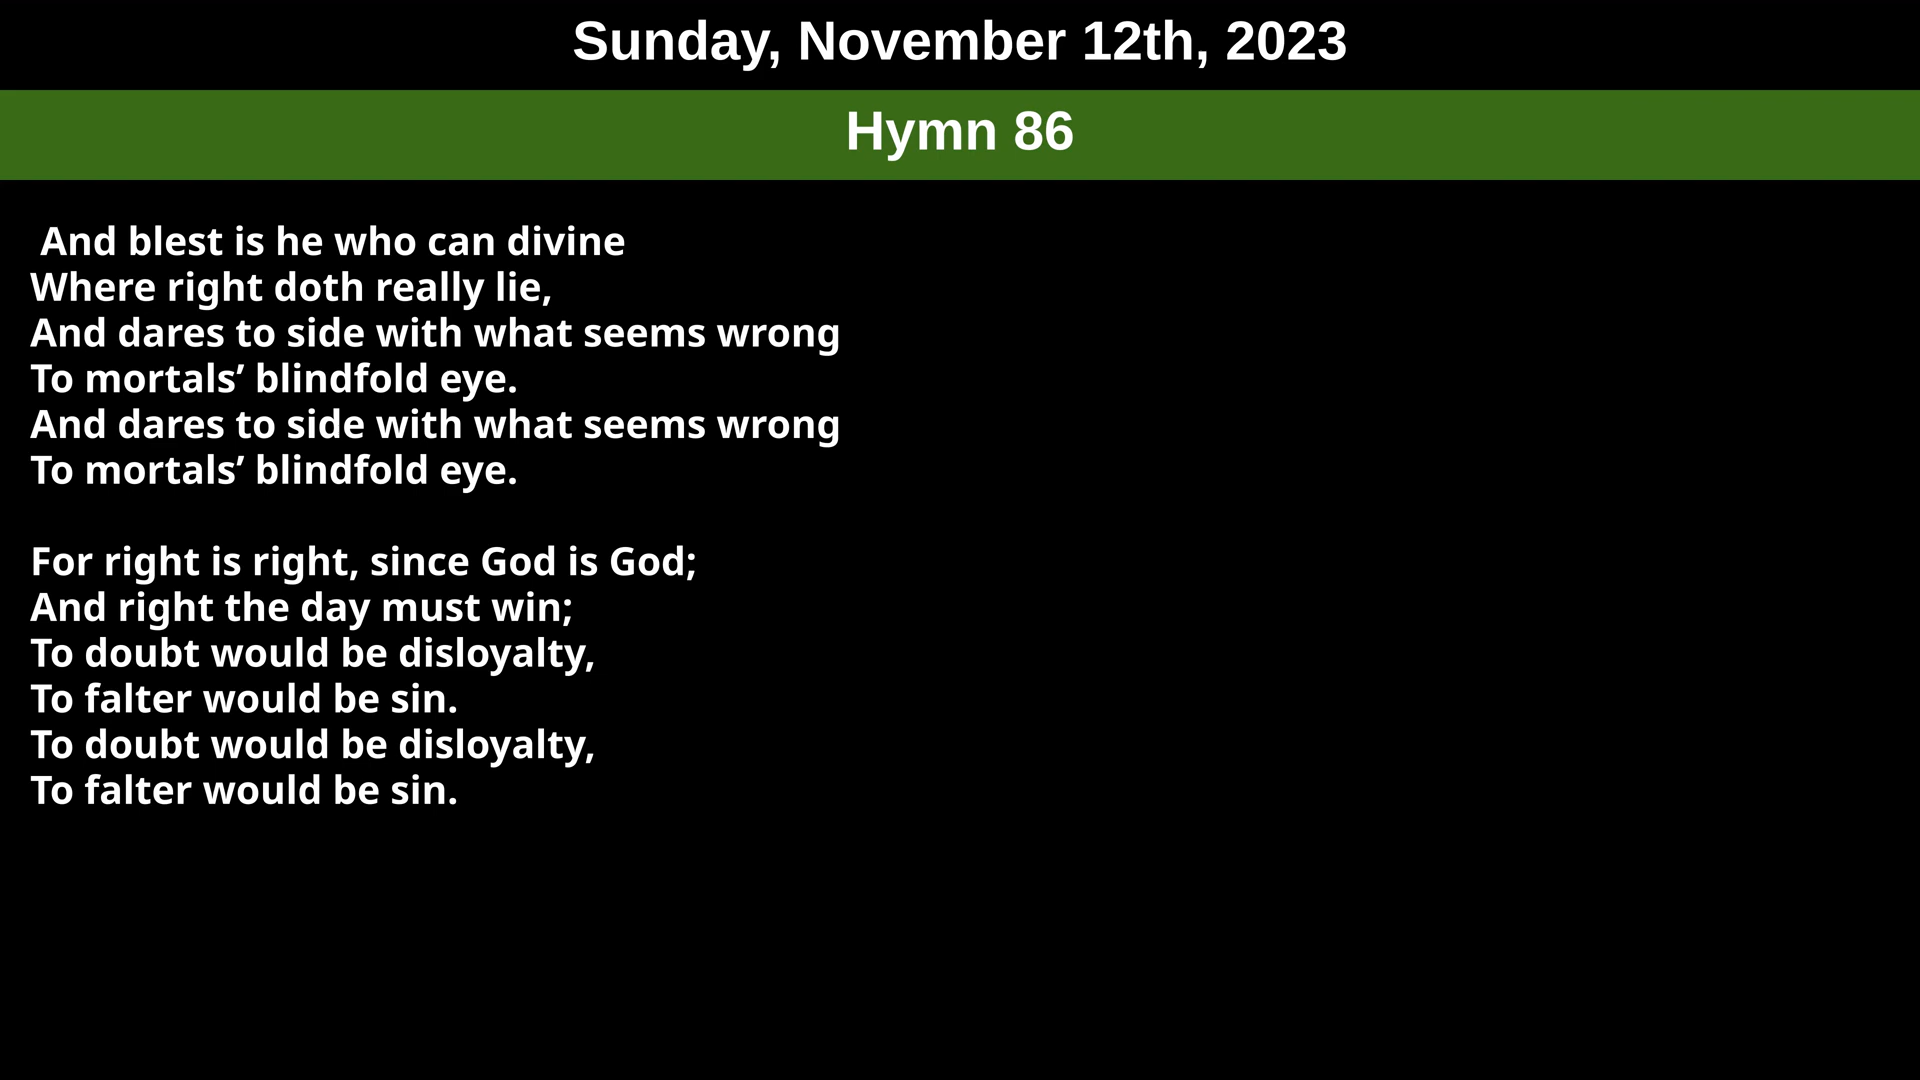 Sunday, November 12th, 2023
Hymn 86
And blest is he who can divine
Where right doth really lie,
And dares to side with what seems wrong
To mortals’ blindfold eye.
And dares to side with what seems wrong
To mortals’ blindfold eye.
For right is right, since God is God;
And right the day must win;
To doubt would be disloyalty,
To falter would be sin.
To doubt would be disloyalty,
To falter would be sin.